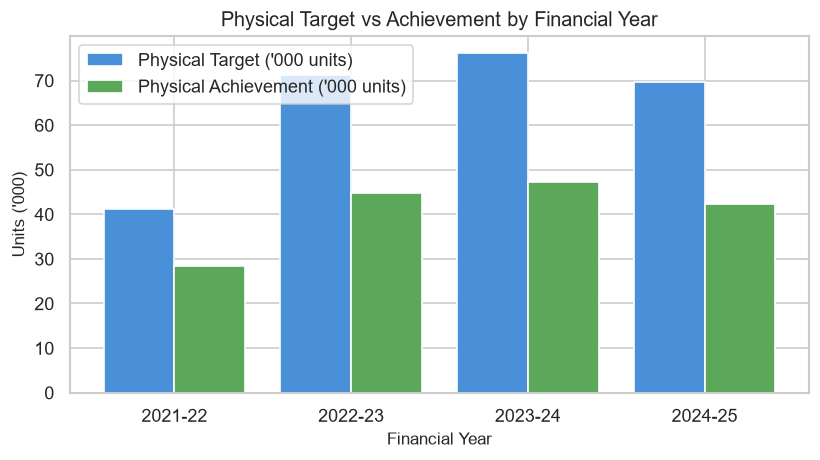 Physical Target vs Achievement by Financial Year
Physical Target ('000 units)
Physical Achievement ('000 units)
Units ('000)
70
60
50
40
30
20
10
0
2021-22
2022-23
2023-24
2024-25
Financial Year